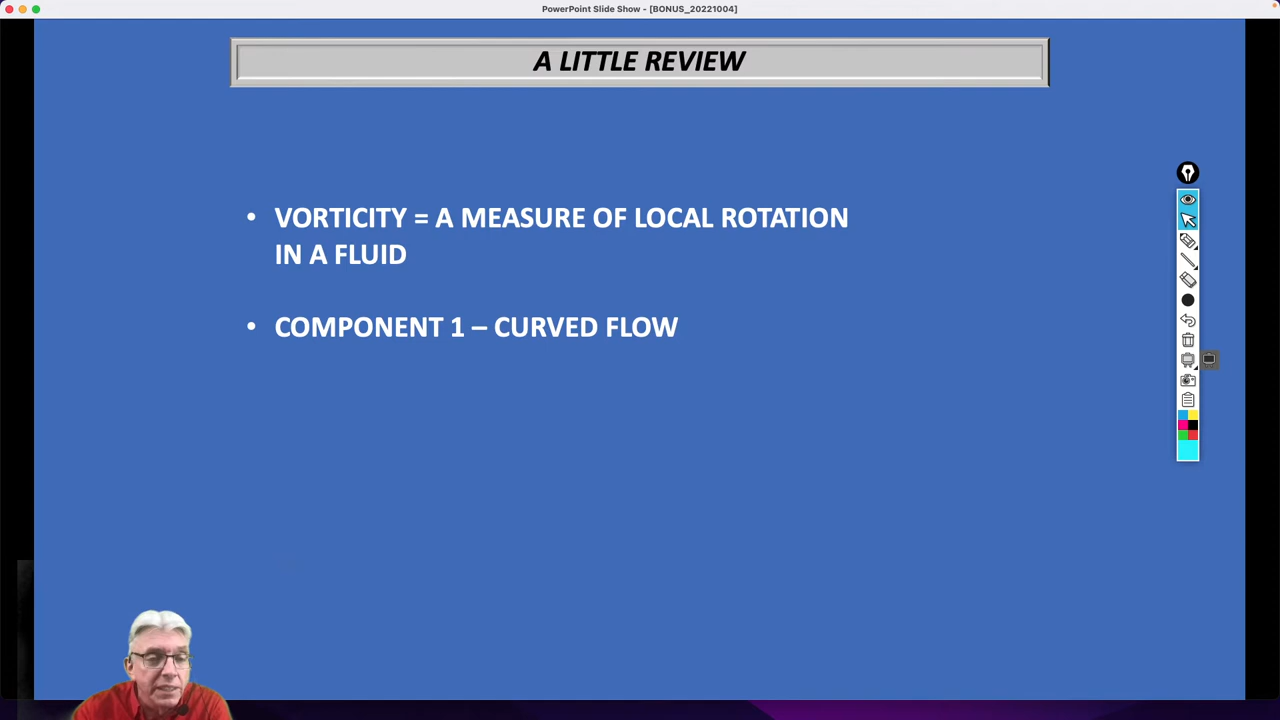 PowerPoint Slide Show - [BONUS_20221004]
A LITTLE REVIEW
• VORTICITY = A MEASURE OF LOCAL ROTATION
IN A FLUID
• COMPONENT 1 – CURVED FLOW